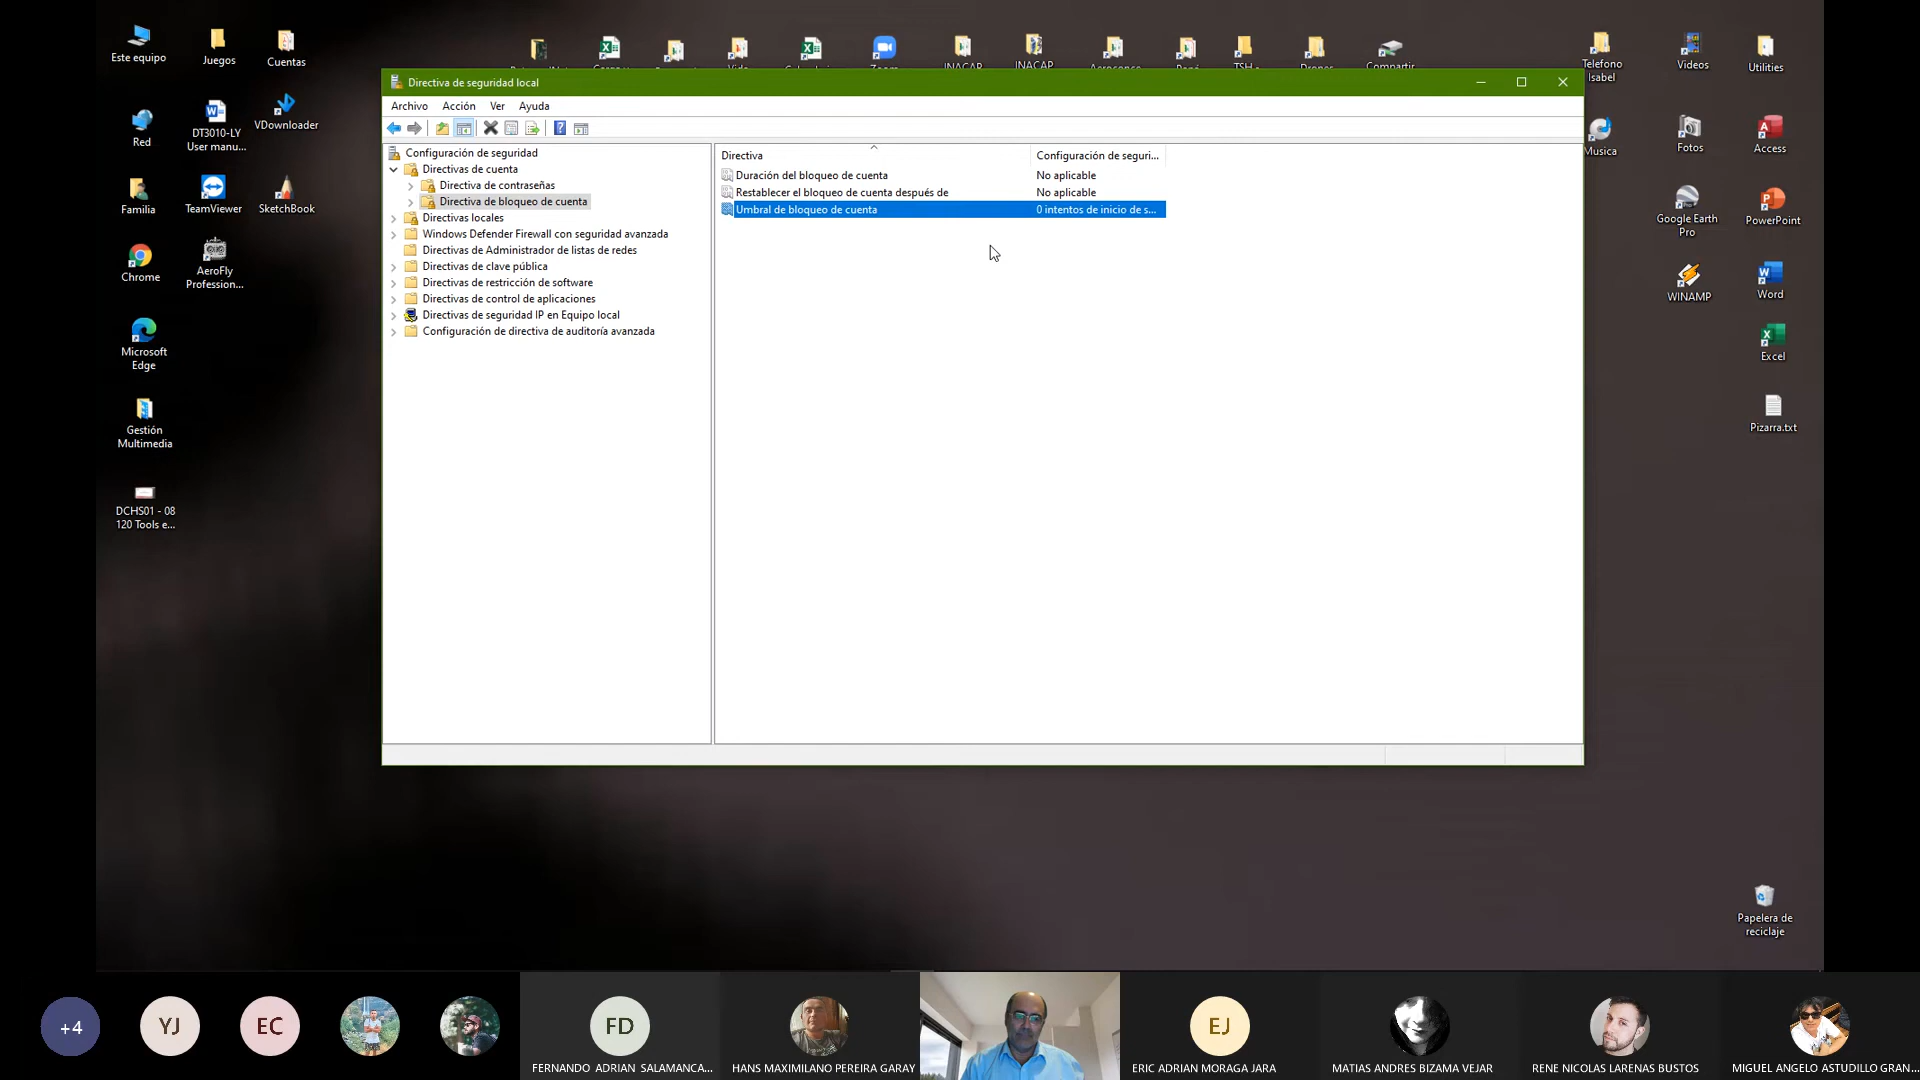 Este equipo
Juegos
Cuentas
INACAP
INACAP
TSH
Drones
Compartir
Telefono
Isabel
Videos
Utilities
Directiva de seguridad local
Archivo Acción Ver Ayuda
Red
DT3010-LY
User manu...
VDownloader
Musica
Fotos
Access
Configuración de seguridad
Directivas de cuenta
Directiva de contraseñas
Directiva de bloqueo de cuenta
Directivas locales
Windows Defender Firewall con seguridad avanzada
Directivas de Administrador de listas de redes
Directivas de clave pública
Directivas de restricción de software
Directivas de control de aplicaciones
Directivas de seguridad IP en Equipo local
Configuración de directiva de auditoría avanzada
Directiva Configuración de seguri...
Duración del bloqueo de cuenta No aplicable
Restablecer el bloqueo de cuenta después de No aplicable
Umbral de bloqueo de cuenta 0 intentos de inicio de s...
Familia
TeamViewer
SketchBook
Google Earth
Pro
PowerPoint
Chrome
AeroFly
Profession...
WINAMP
Word
Microsoft
Edge
Excel
Gestión
Multimedia
Pizarra.txt
DCHS01 - 08
120 Tools e...
Papelera de
reciclaje
+4
YJ
EC
FD
EJ
FERNANDO ADRIAN SALAMANCA...
HANS MAXIMILANO PEREIRA GARAY
ERIC ADRIAN MORAGA JARA
MATIAS ANDRES BIZAMA VEJAR
RENE NICOLAS LARENAS BUSTOS
MIGUEL ANGELO ASTUDILLO GRAN...